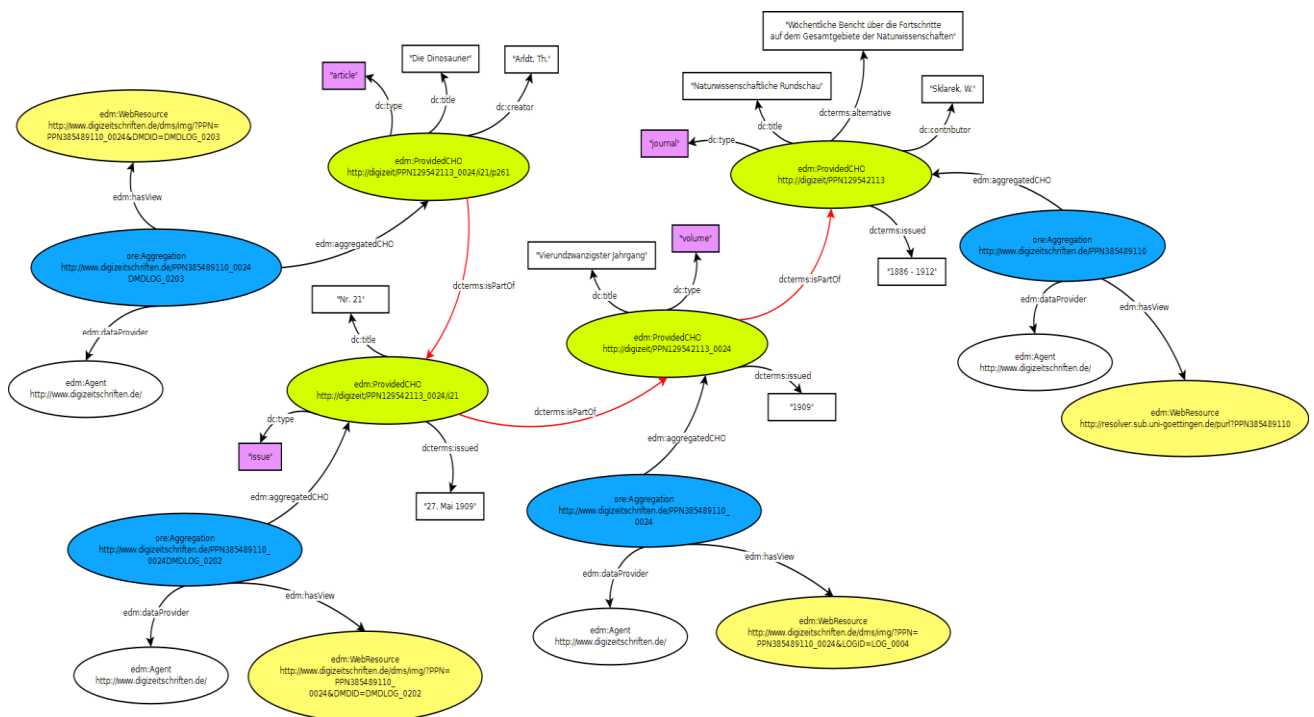 "Wöchentliche Bericht über die Fortschritte
auf dem Gesamtgebiete der Naturwissenschaften"
"Die Dinosaurier"
"Arldt, Th."
"article"
dc:type
dc:title
dc:creator
edm:ProvidedCHO
http://digizeit/PPN129542113_0024/i21/p261
edm:WebResource
http://www.digizeitschriften.de/dms/img/?PPN=
PPN385489110_0024&DMDID=DMDLOG_0203
edm:hasView
edm:aggregatedCHO
ore:Aggregation
http://www.digizeitschriften.de/PPN385489110_0024
DMDLOG_0203
edm:dataProvider
edm:Agent
http://www.digizeitschriften.de/
dcterms:isPartOf
"Naturwissenschaftliche Rundschau"
"Sklarek, W."
dcterms:alternative
dc:title
dc:contributor
"journal"
dc:type
edm:ProvidedCHO
http://digizeit/PPN129542113
edm:aggregatedCHO
dcterms:issued
"1886 - 1912"
ore:Aggregation
http://www.digizeitschriften.de/PPN385489110
edm:dataProvider
edm:hasView
edm:Agent
http://www.digizeitschriften.de/
edm:WebResource
http://resolver.sub.uni-goettingen.de/purl?PPN385489110
dcterms:isPartOf
"Vierundzwanzigster Jahrgang"
"volume"
dc:title
dc:type
edm:ProvidedCHO
http://digizeit/PPN129542113_0024
dcterms:issued
"1909"
"Nr. 21"
dc:title
edm:ProvidedCHO
http://digizeit/PPN129542113_0024/i21
dcterms:isPartOf
dc:type
"issue"
dcterms:issued
"27. Mai 1909"
edm:aggregatedCHO
edm:aggregatedCHO
ore:Aggregation
http://www.digizeitschriften.de/PPN385489110_
0024
edm:dataProvider
edm:hasView
edm:Agent
http://www.digizeitschriften.de/
edm:WebResource
http://www.digizeitschriften.de/dms/img/?PPN=
PPN385489110_0024&LOGID=LOG_0004
ore:Aggregation
http://www.digizeitschriften.de/PPN385489110_
0024DMDLOG_0202
edm:dataProvider
edm:hasView
edm:Agent
http://www.digizeitschriften.de/
edm:WebResource
http://www.digizeitschriften.de/dms/img/?PPN=
PPN385489110_
0024&DMDID=DMDLOG_0202